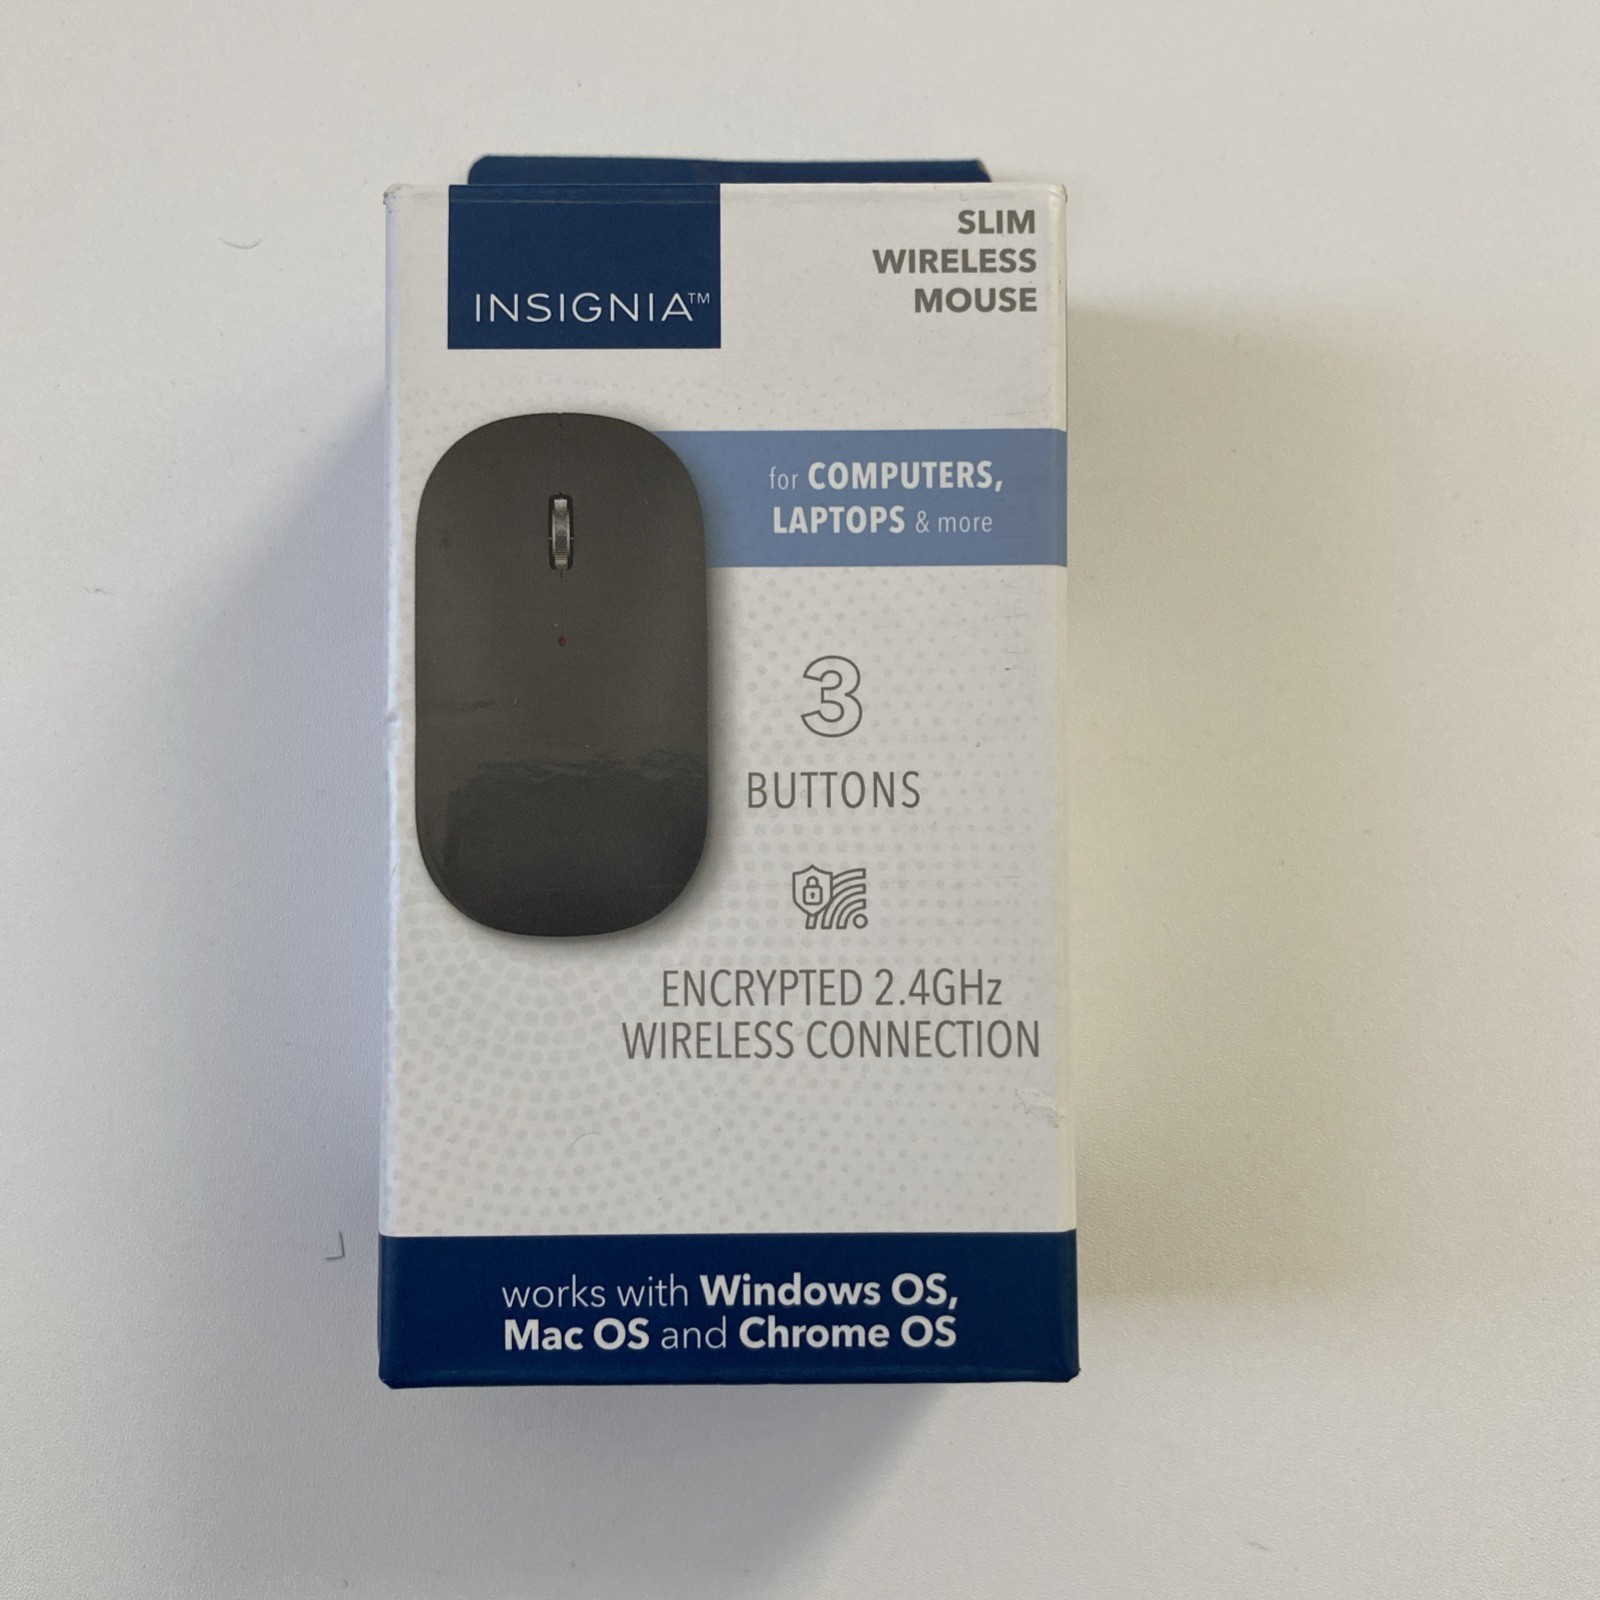 INSIGNIA™
SLIM
WIRELESS
MOUSE
for COMPUTERS,
LAPTOPS & more
3
BUTTONS
ENCRYPTED 2.4GHz
WIRELESS CONNECTION
works with Windows OS,
Mac OS and Chrome OS